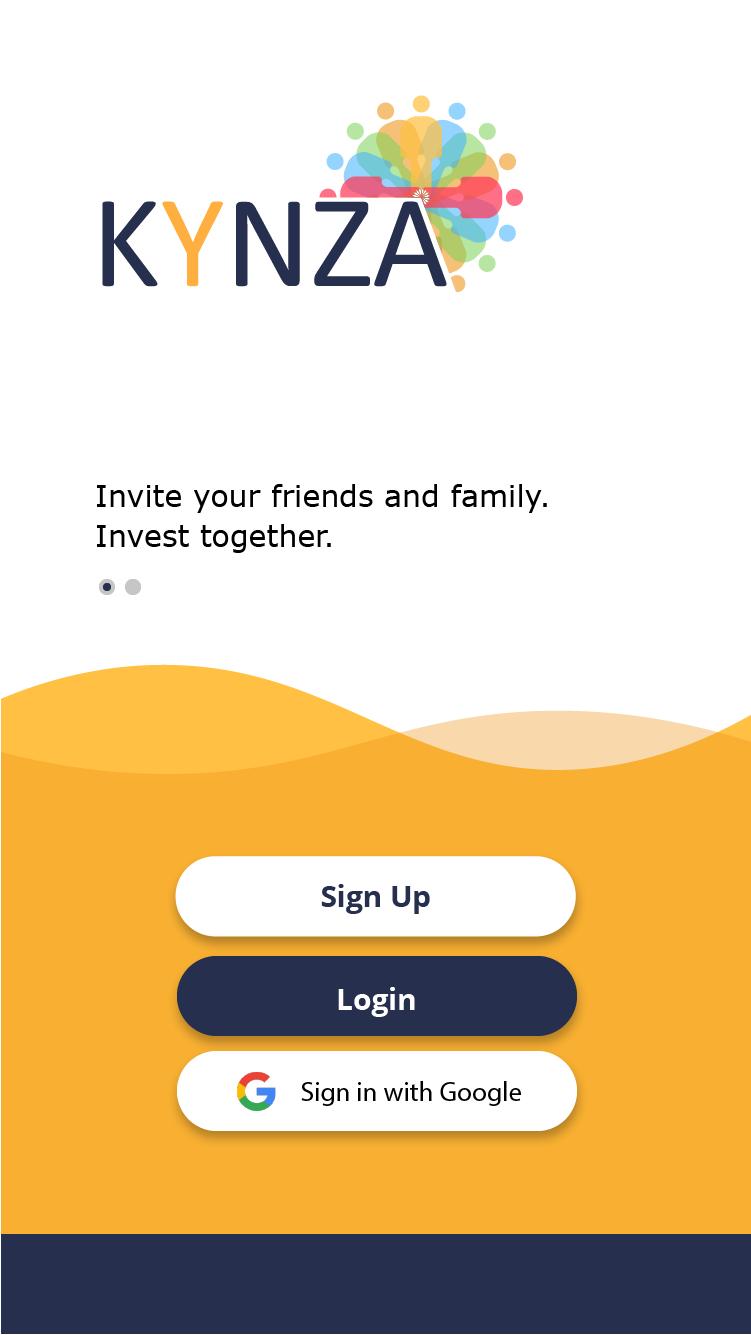 KYNZA
Invite your friends and family.
Invest together.
Sign Up
Login
Sign in with Google